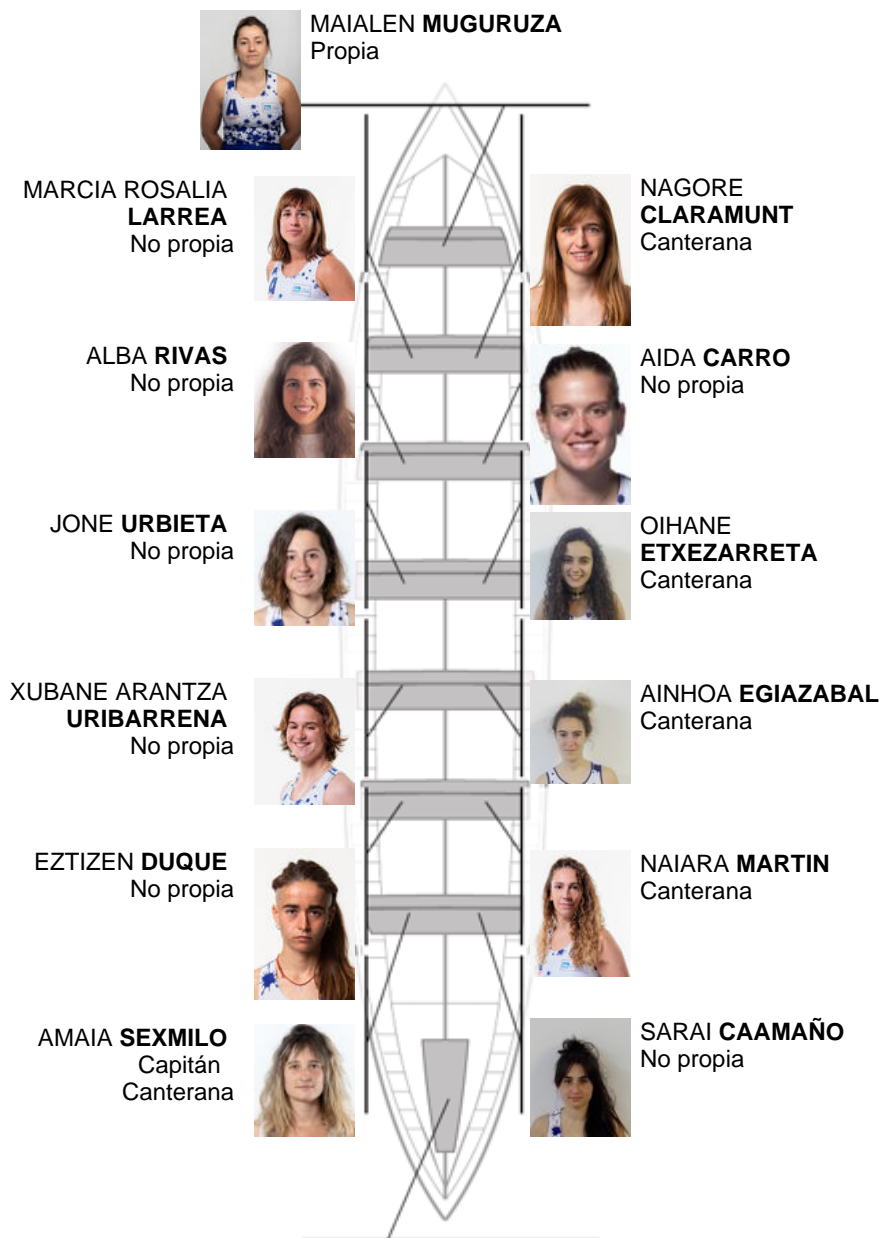 MAIALEN MUGURUZA
Propia
MARCIA ROSALIA
LARREA
No propia
NAGORE
CLARAMUNT
Canterana
ALBA RIVAS
No propia
AIDA CARRO
No propia
JONE URBIETA
No propia
OIHANE
ETXEZARRETA
Canterana
XUBANE ARANTZA
URIBARRENA
No propia
AINHOA EGIAZABAL
Canterana
EZTIZEN DUQUE
No propia
NAIARA MARTIN
Canterana
AMAIA SEXMILO
Capitán
Canterana
SARAI CAAMAÑO
No propia